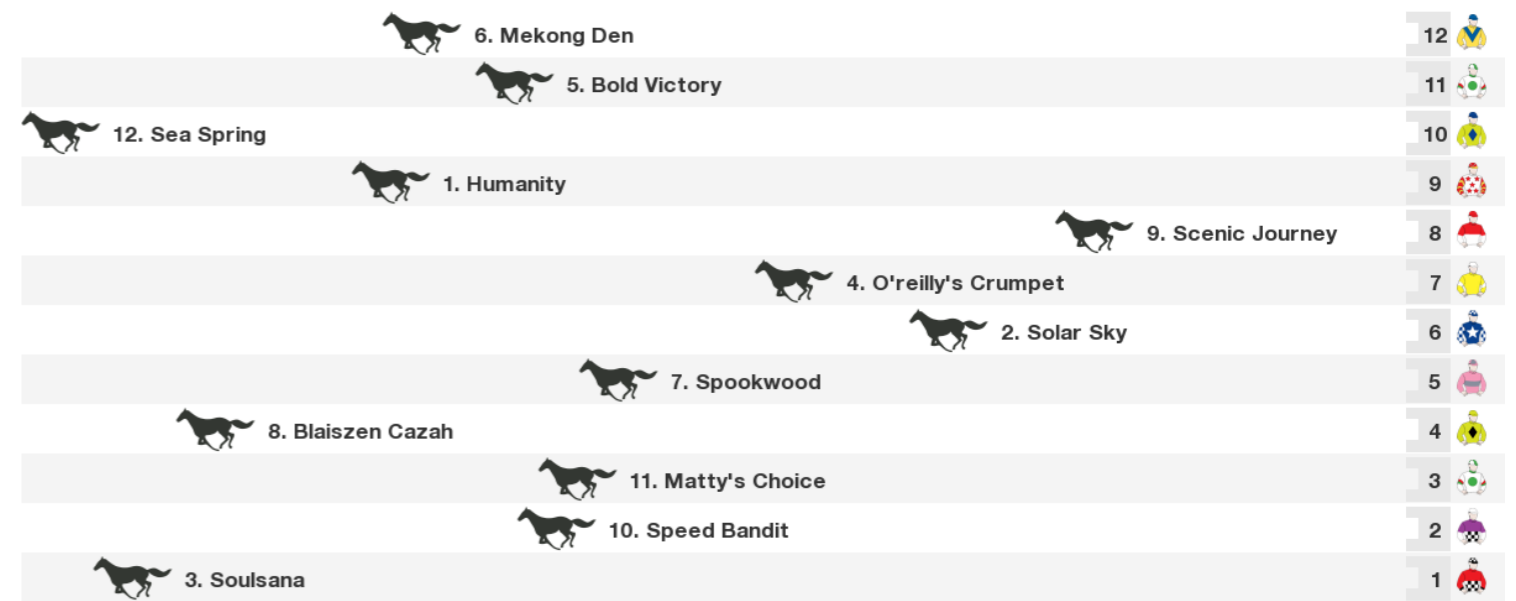 6. Mekong Den 12
5. Bold Victory 11
12. Sea Spring 10
1. Humanity 9
9. Scenic Journey 8
4. O'reilly's Crumpet 7
2. Solar Sky 6
7. Spookwood 5
8. Blaiszen Cazah 4
11. Matty's Choice 3
10. Speed Bandit 2
3. Soulsana 1